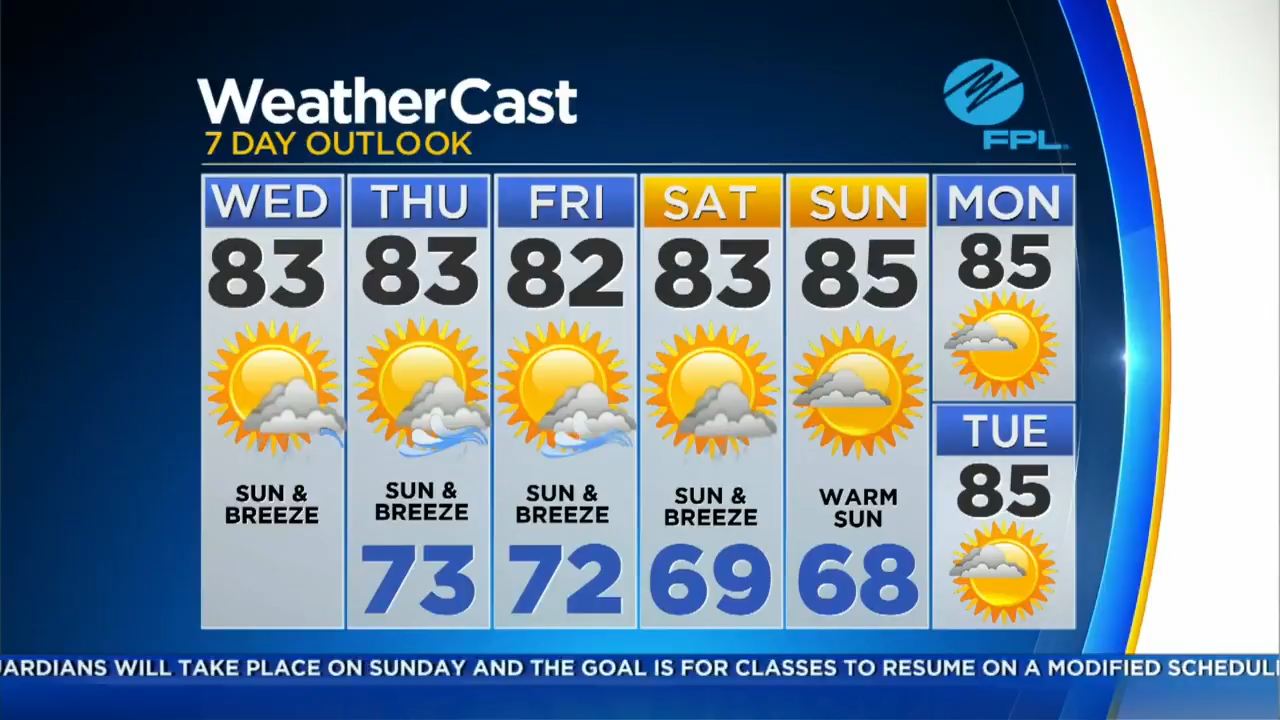 WeatherCast
7 DAY OUTLOOK
FPL.
WED
83
SUN &
BREEZE
THU
83
SUN &
BREEZE
73
FRI
82
SUN &
BREEZE
72
SAT
83
SUN &
BREEZE
69
SUN
85
WARM
SUN
68
MON
85
TUE
85
UARDIANS WILL TAKE PLACE ON SUNDAY AND THE GOAL IS FOR CLASSES TO RESUME ON A MODIFIED SCHEDUL